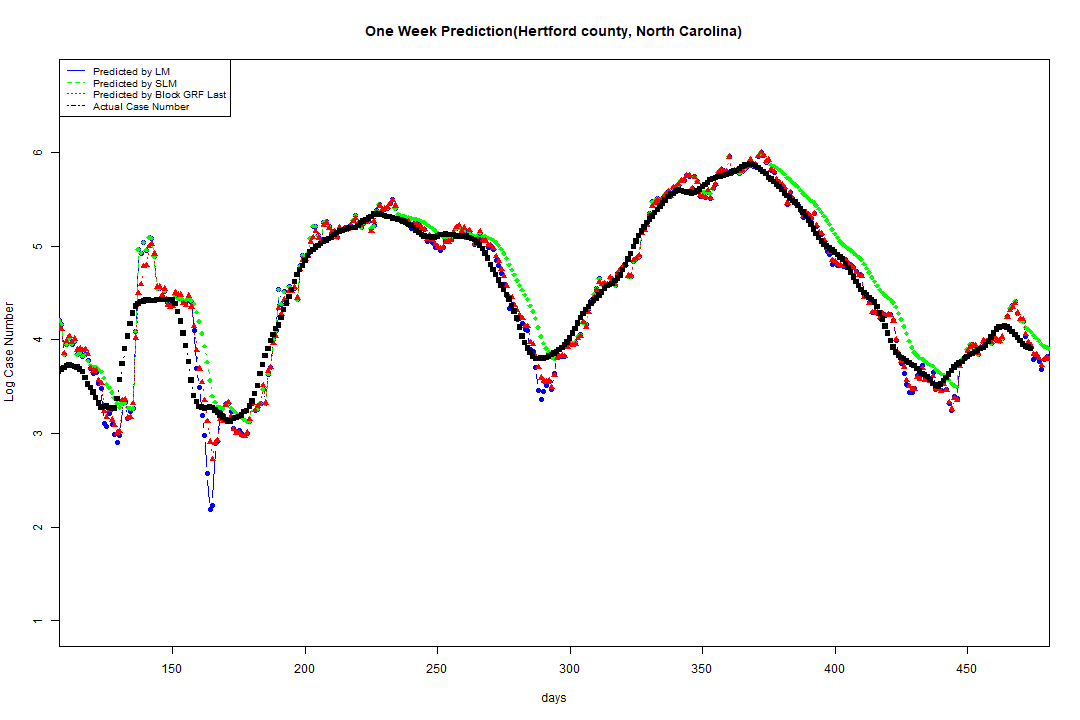 One Week Prediction(Hertford county, North Carolina)
Predicted by LM
Predicted by SLM
Predicted by Block GRF Last
Actual Case Number
6
5
4
3
2
1
Log Case Number
150 200 250 300 350 400 450
days